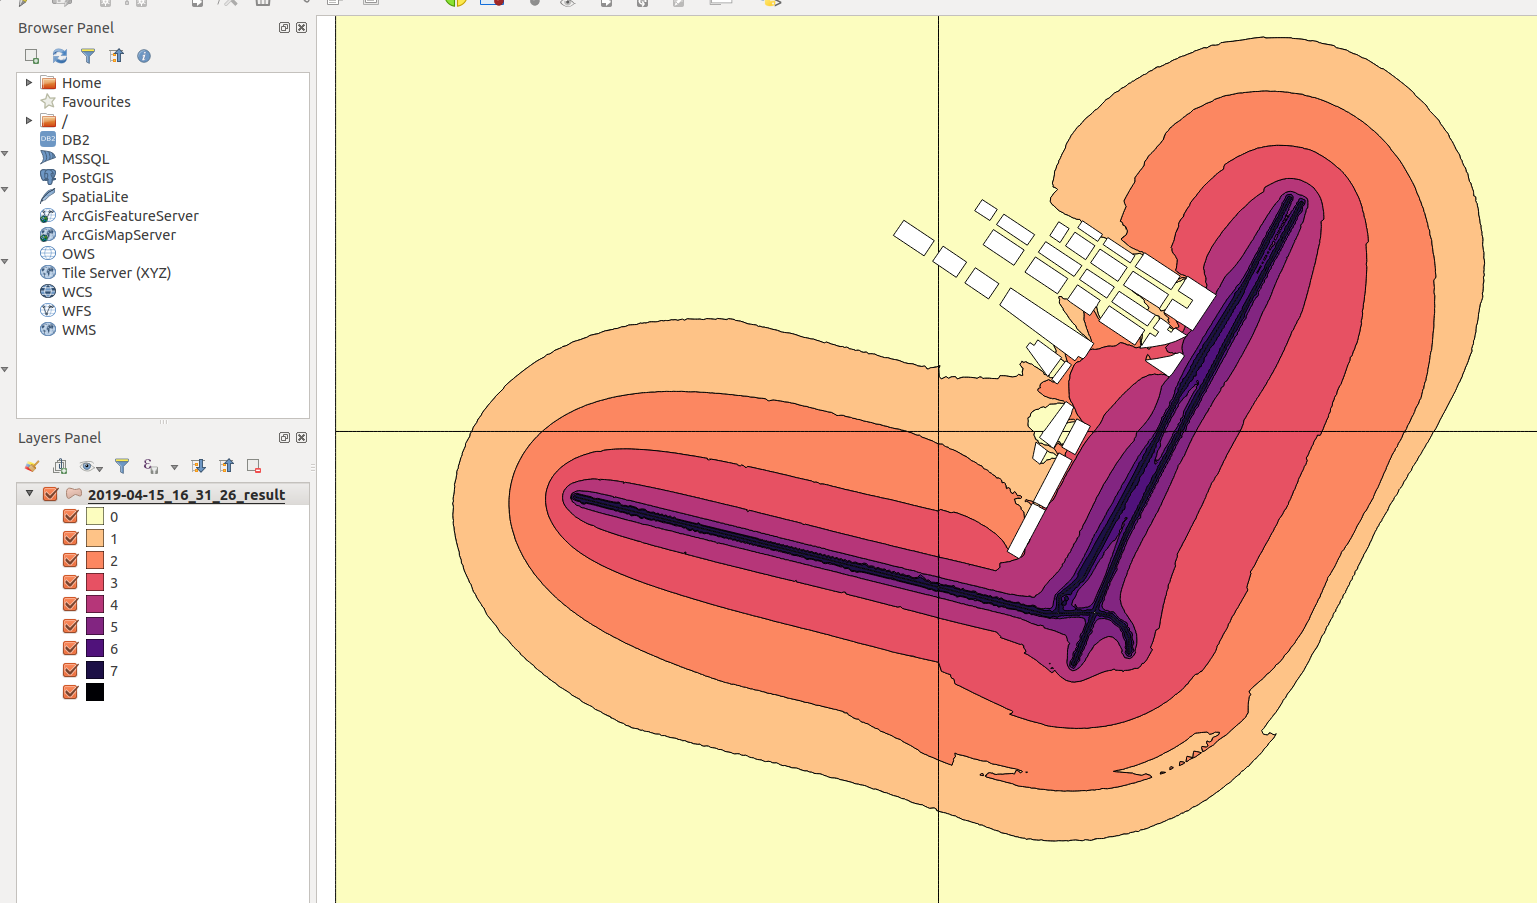 Browser Panel
Home
Favourites
/
DB2
DB2
MSSQL
PostGIS
SpatiaLite
ArcGisFeatureServer
ArcGisMapServer
OWS
Tile Server (XYZ)
WCS
WFS
WMS
Layers Panel
2019-04-15_16_31_26_result
0
1
2
3
4
5
6
7